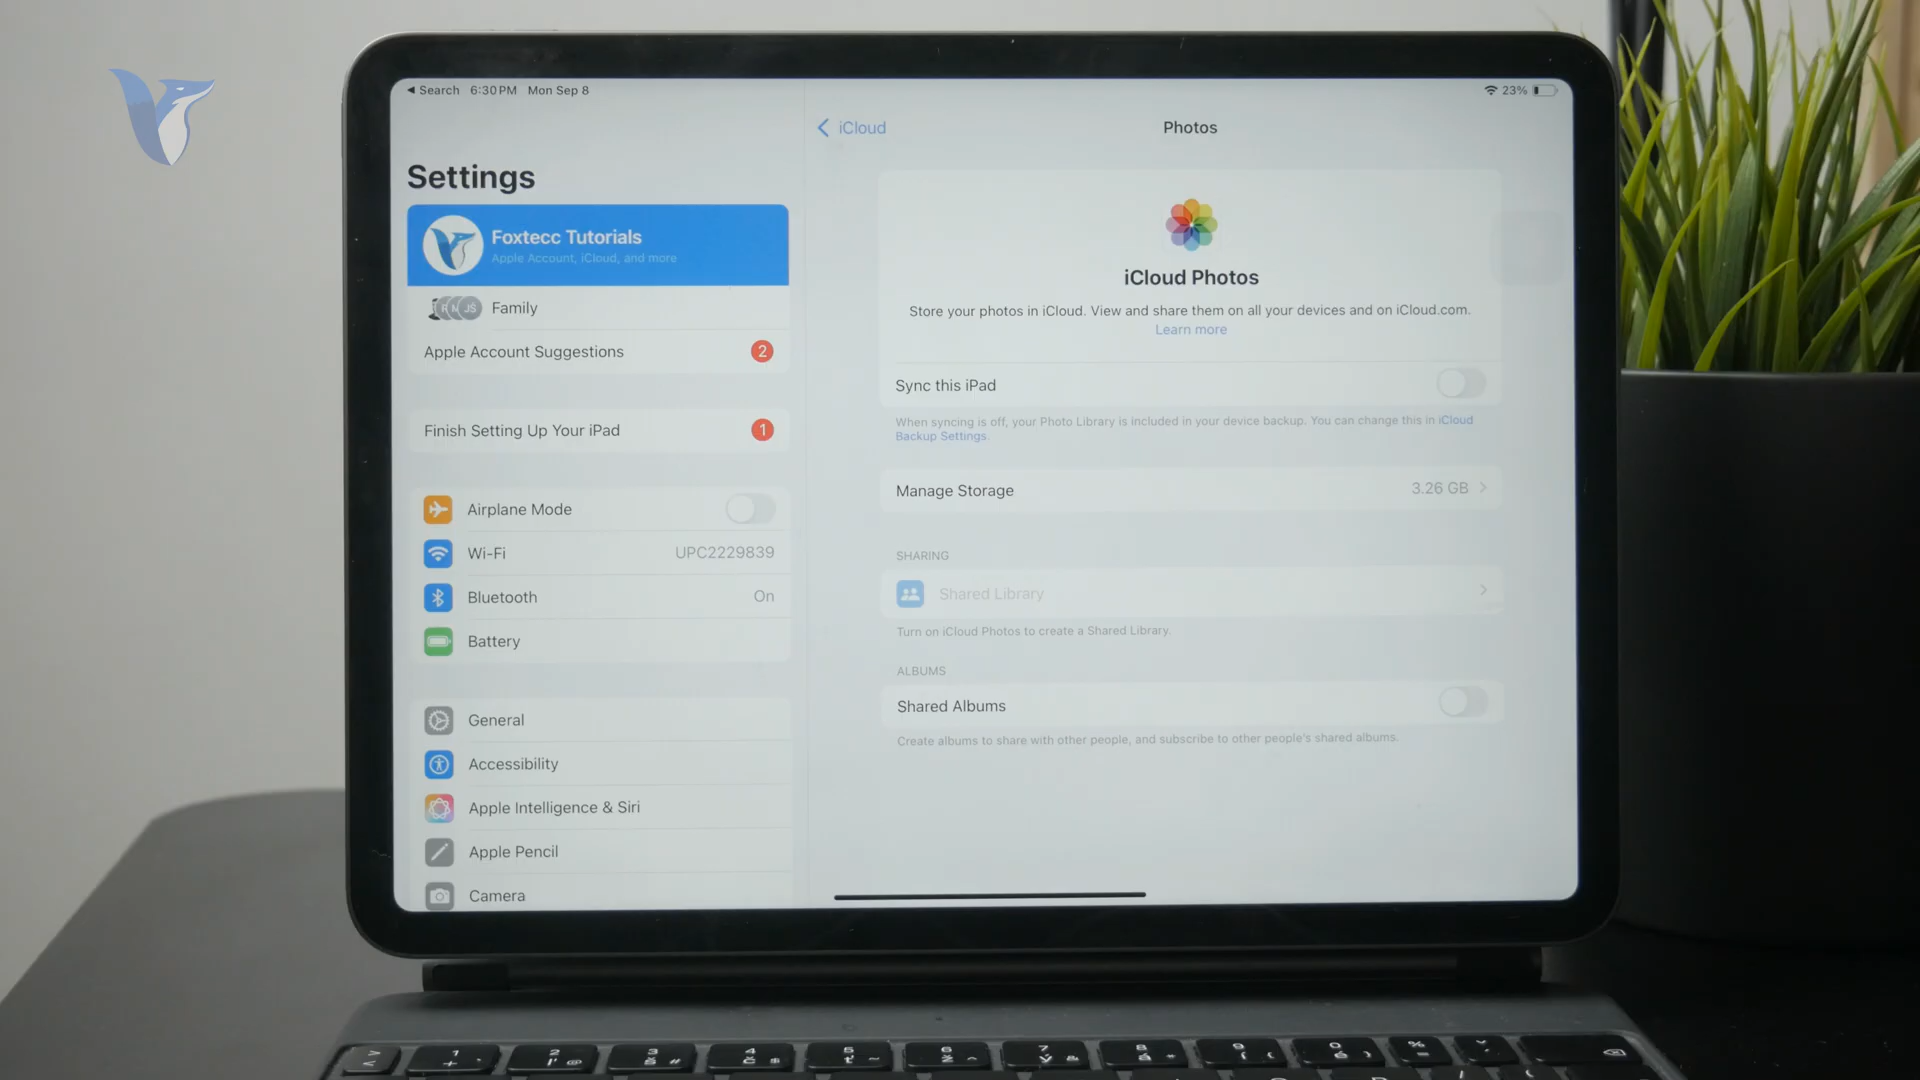 Search 6:30 PM Mon Sep 8
23%
Settings
Foxtecc Tutorials
Apple Account, iCloud, and more
JŠ
Family
Apple Account Suggestions
2
Finish Setting Up Your iPad
1
Airplane Mode
Wi-Fi
UPC2229839
Bluetooth
On
Battery
General
Accessibility
Apple Intelligence & Siri
Apple Pencil
Camera
iCloud
Photos
iCloud Photos
Store your photos in iCloud. View and share them on all your devices and on iCloud.com.
Learn more
Sync this iPad
When syncing is off, your Photo Library is included in your device backup. You can change this in iCloud
Backup Settings.
Manage Storage
3.26 GB
SHARING
Shared Library
Turn on iCloud Photos to create a Shared Library.
ALBUMS
Shared Albums
Create albums to share with other people, and subscribe to other people's shared albums.